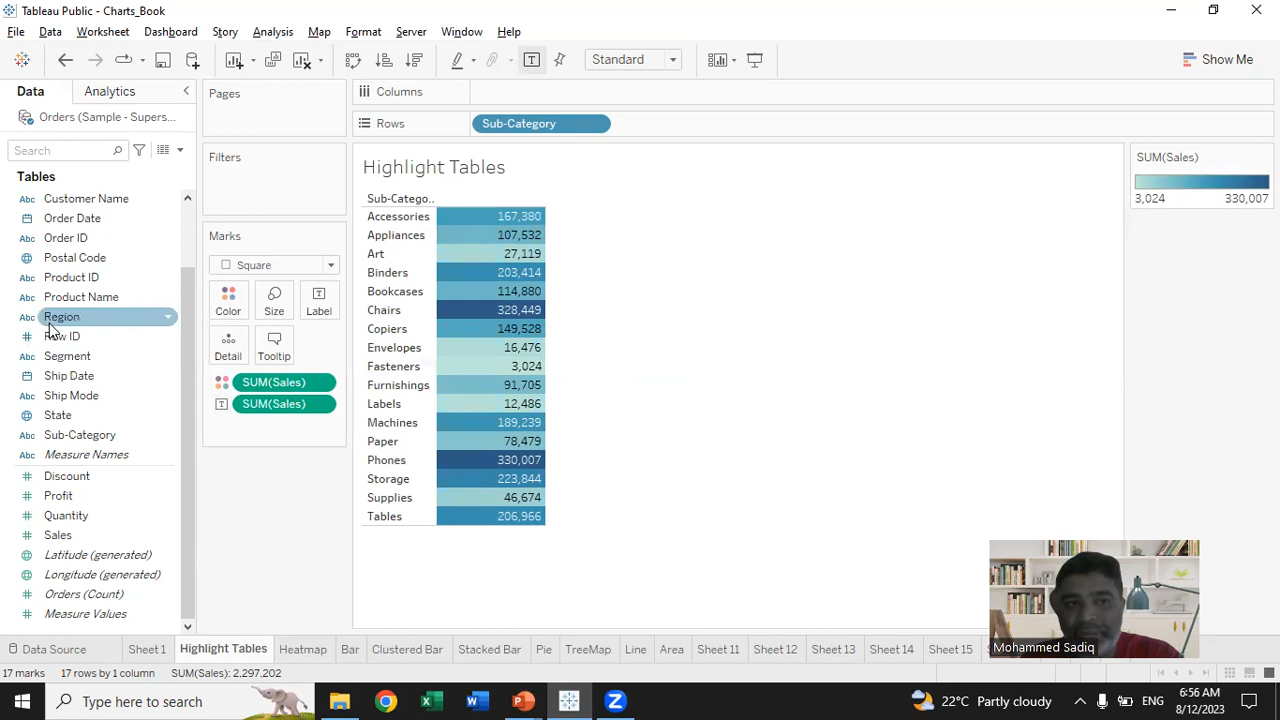 Tableau Public - Charts_Book
File Data Worksheet Dashboard Story Analysis Map Format Server Window Help
Standard
Show Me
Data Analytics
Orders (Sample - Supers...
Search
Tables
Customer Name
Order Date
Order ID
Postal Code
Product ID
Product Name
Region
Row ID
Segment
Ship Date
Ship Mode
State
Sub-Category
Measure Names
Discount
Profit
Quantity
Sales
Latitude (generated)
Longitude (generated)
Orders (Count)
Measure Values
Pages
Filters
Marks
Square
Color Size Label
Detail Tooltip
SUM(Sales)
SUM(Sales)
Columns
Rows Sub-Category
Highlight Tables
Sub-Catego..
Accessories 167,380
Appliances 107,532
Art 27,119
Binders 203,414
Bookcases 114,880
Chairs 328,449
Copiers 149,528
Envelopes 16,476
Fasteners 3,024
Furnishings 91,705
Labels 12,486
Machines 189,239
Paper 78,479
Phones 330,007
Storage 223,844
Supplies 46,674
Tables 206,966
SUM(Sales)
3,024 330,007
Mohammed Sadiq
Data Source Sheet 1 Highlight Tables Heatmap Bar Clustered Bar Stacked Bar Pie TreeMap Line Area Sheet 11 Sheet 12 Sheet 13 Sheet 14 Sheet 15
17 marks 17 rows by 1 column SUM(Sales): 2,297,202
Type here to search
22°C Partly cloudy
ENG
6:56 AM
8/12/2023